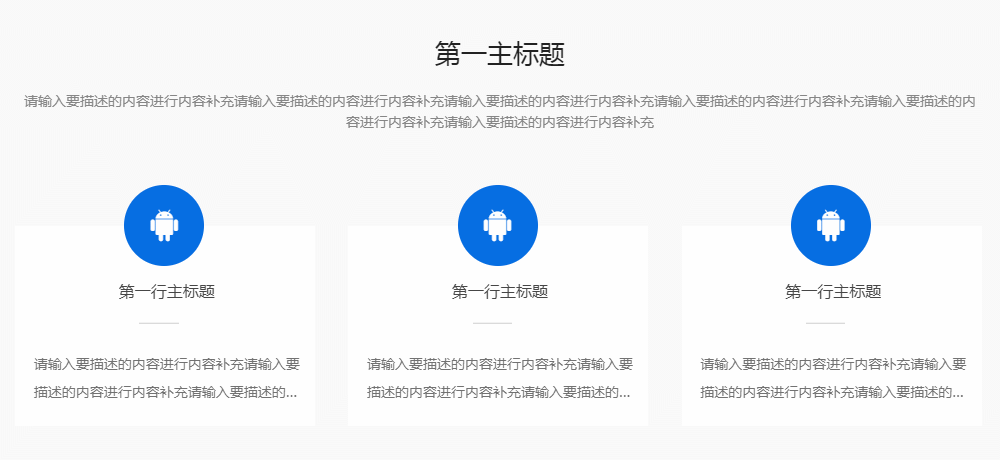 第一主标题
请输入要描述的内容进行内容补充请输入要描述的内容进行内容补充请输入要描述的内容进行内容补充请输入要描述的内容进行内容补充请输入要描述的内
容进行内容补充请输入要描述的内容进行内容补充
第一行主标题
请输入要描述的内容进行内容补充请输入要
描述的内容进行内容补充请输入要描述的...
第一行主标题
请输入要描述的内容进行内容补充请输入要
描述的内容进行内容补充请输入要描述的...
第一行主标题
请输入要描述的内容进行内容补充请输入要
描述的内容进行内容补充请输入要描述的...